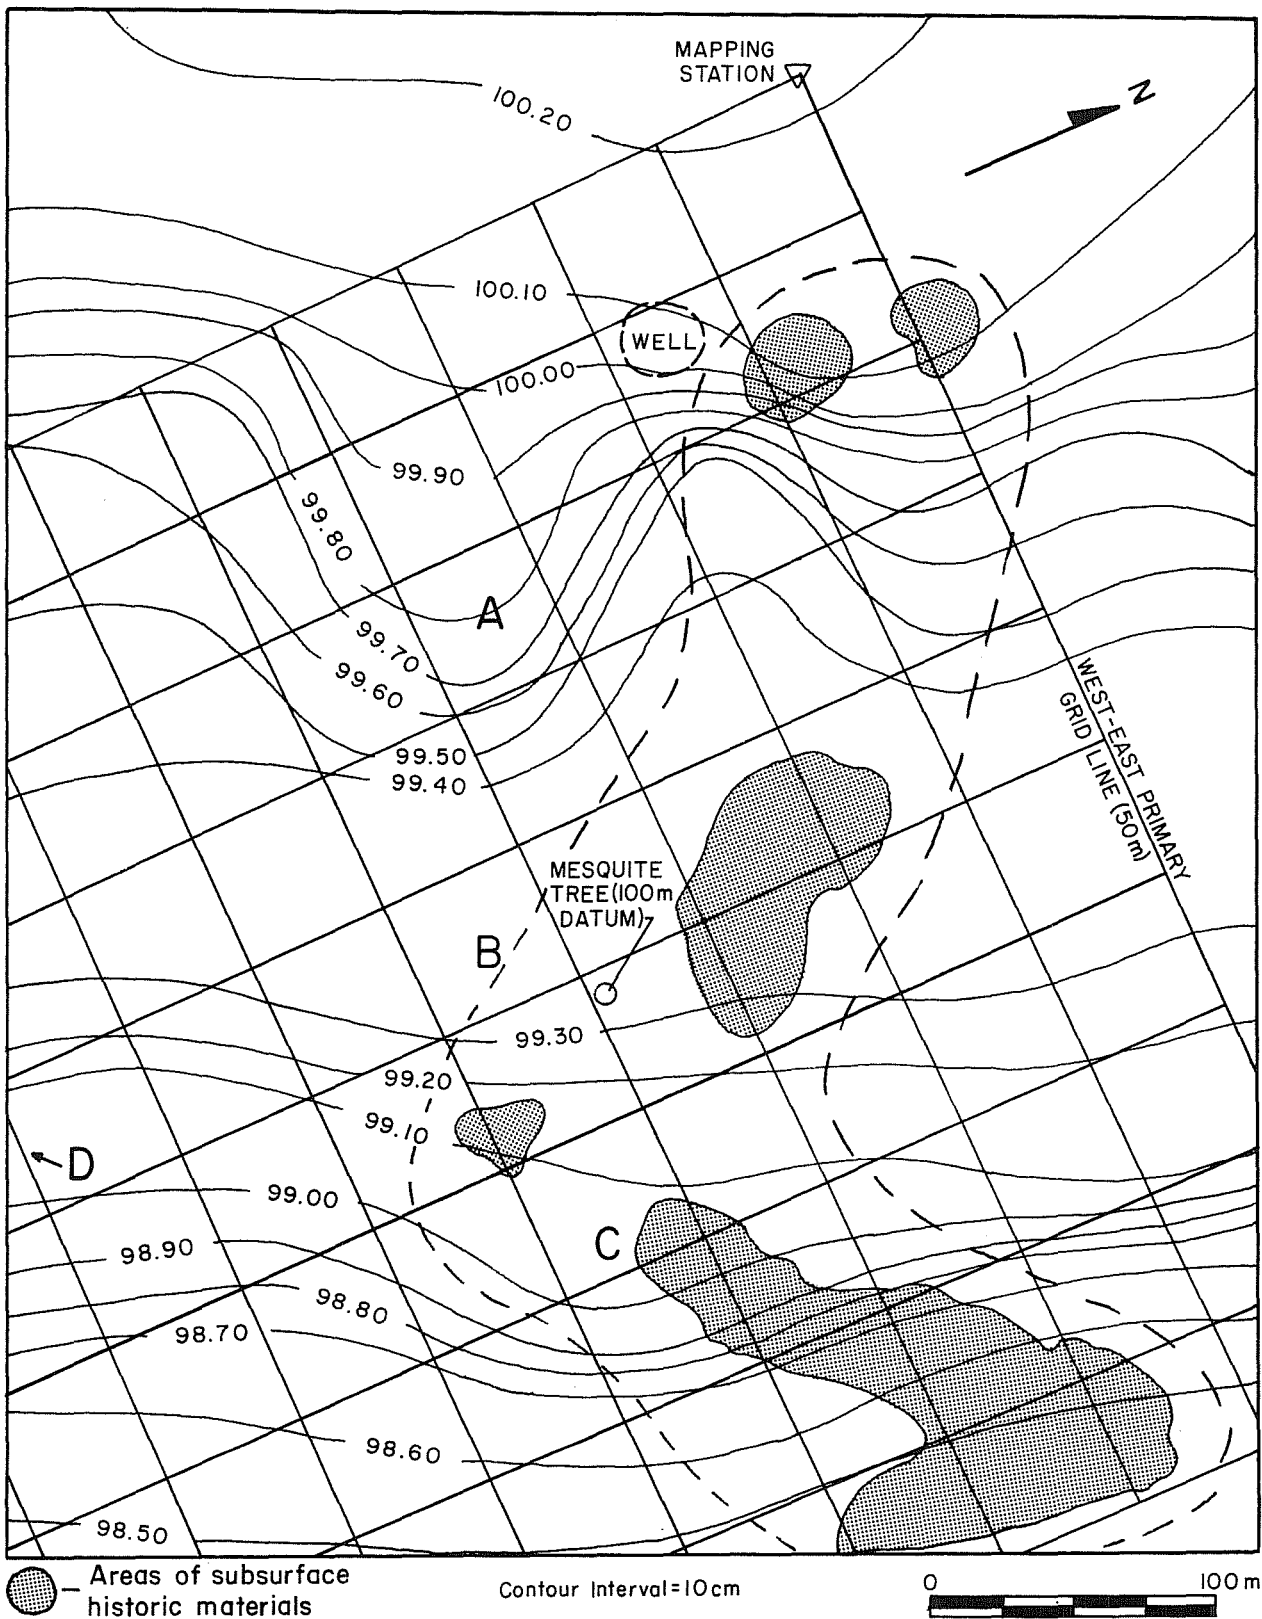 MAPPING
STATION
N
100.20
100.10
WELL
100.00
99.90
99.80
A
99.70
99.60
99.50
99.40
WEST-EAST PRIMARY
GRID LINE (50m)
MESQUITE
TREE(100m
DATUM)
B
99.30
99.20
99.10
D
99.00
C
98.90
98.80
98.70
98.60
98.50
Areas of subsurface
historic materials
Contour Interval=10cm
0 100 m